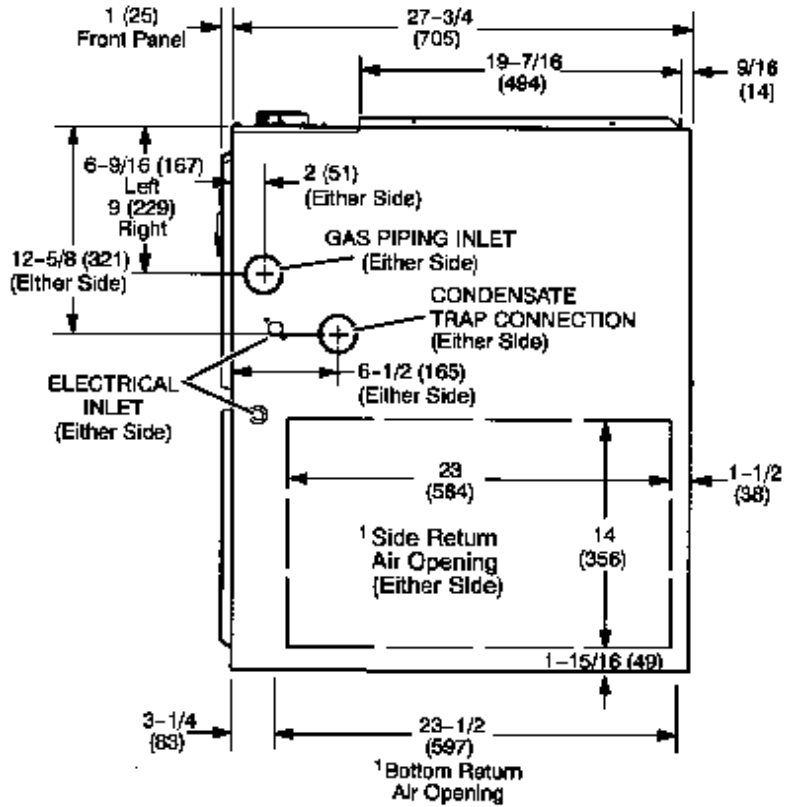 1 (25)
Front Panel
27-3/4
(705)
19-7/16
(494)
9/16
(14)
6-9/16 (167)
Left
9 (229)
Right
2 (51)
(Either Side)
12-5/8 (321)
(Either Side)
GAS PIPING INLET
(Either Side)
CONDENSATE
TRAP CONNECTION
(Either Side)
6-1/2 (165)
(Either Side)
ELECTRICAL
INLET
(Either Side)
23
(584)
1-1/2
(38)
1 Side Return
Air Opening
(Either Side)
14
(356)
1-15/16 (49)
3-1/4
(83)
23-1/2
(597)
1 Bottom Return
Air Opening